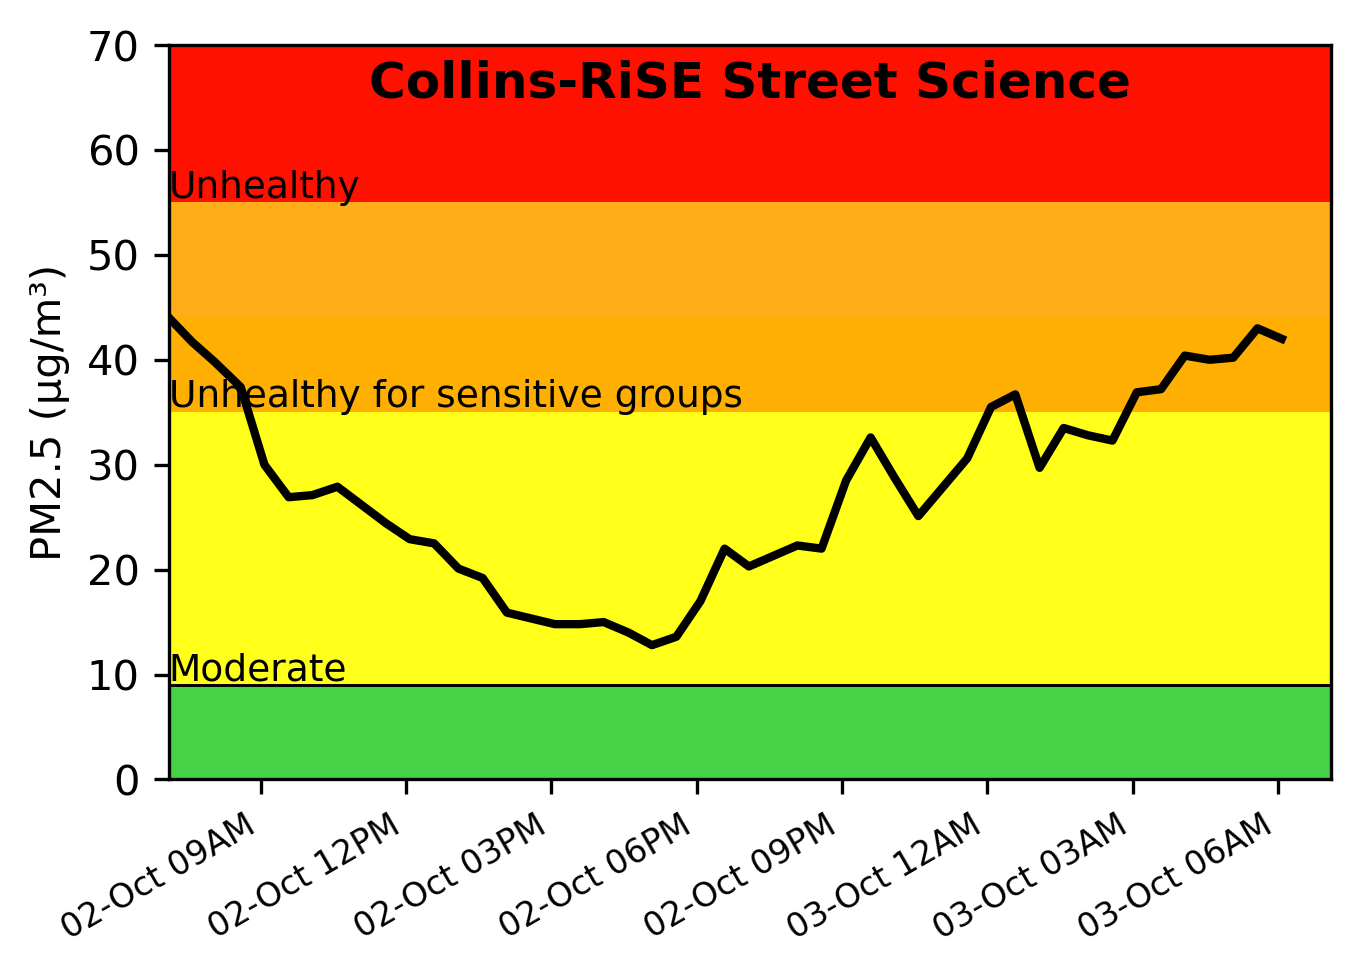 Collins-RiSE Street Science
PM2.5 (µg/m³)
70
60
50
40
30
20
10
0
Unhealthy
Unhealthy for sensitive groups
Moderate
02-Oct 09AM
02-Oct 12PM
02-Oct 03PM
02-Oct 06PM
02-Oct 09PM
03-Oct 12AM
03-Oct 03AM
03-Oct 06AM